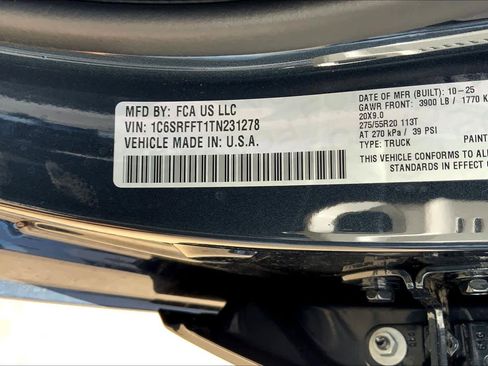 MFD BY: FCA US LLC
VIN: 1C6SRFFT1TN231278
VEHICLE MADE IN: U.S.A.
DATE OF MFR (BUILT): 10-25
GAWR FRONT: 3900 LB / 1770 K
20X9.0
275/55R20 113T
AT 270 kPa / 39 PSI
TYPE: TRUCK PAINT
THIS VEHICLE CONFORMS TO AL
STANDARDS IN EFFECT